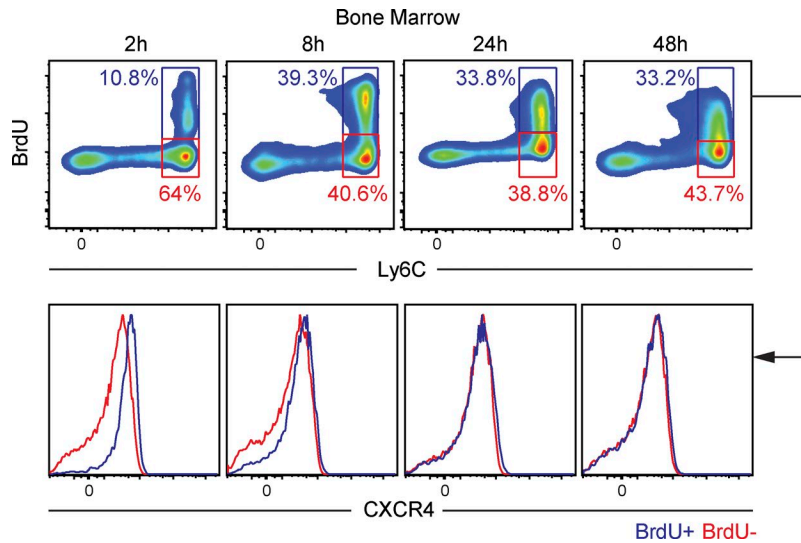 Bone Marrow
2h 8h 24h 48h
10.8% 39.3% 33.8% 33.2%
BrdU
64% 40.6% 38.8% 43.7%
0 0 0 0
Ly6C
0 0 0 0
CXCR4
BrdU+ BrdU-